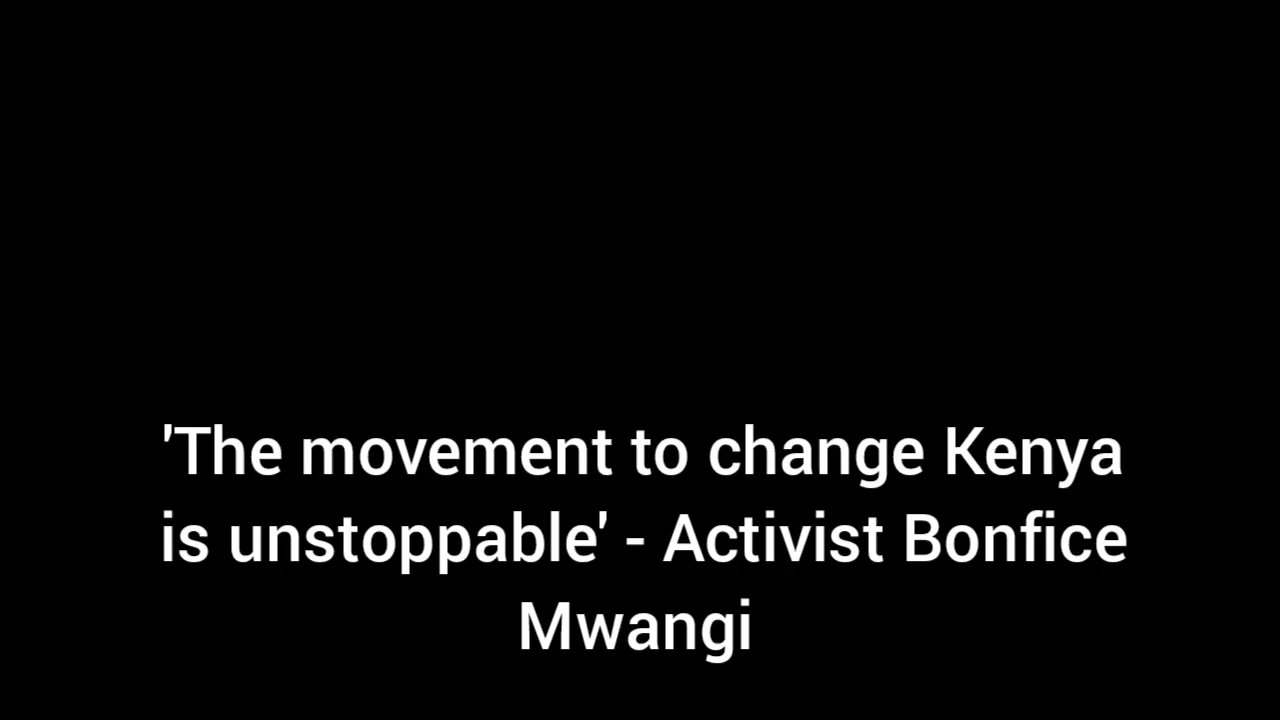 'The movement to change Kenya
is unstoppable' - Activist Bonfice
Mwangi